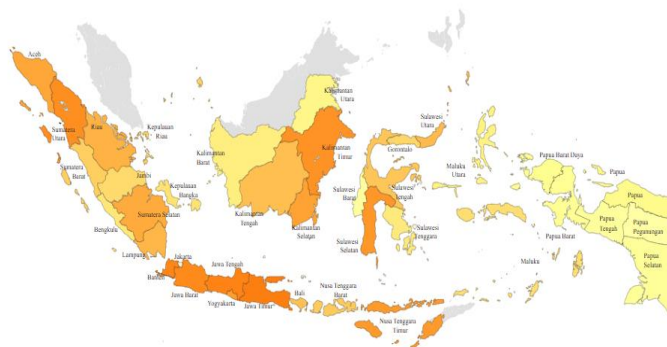 Aceh
Sumatera
Utara
Riau
Kepulauan
Riau
Sumatera
Barat
Jambi
Kepulauan
Bangka
Sumatera Selatan
Bengkulu
Lampung
Banten
Jakarta
Jawa Barat
Jawa Tengah
Yogyakarta
Jawa Timur
Bali
Nusa Tenggara
Barat
Nusa Tenggara
Timur
Kalimantan
Barat
Kalimantan
Tengah
Kalimantan
Selatan
Kalimantan
Timur
Kalimantan
Utara
Sulawesi
Utara
Gorontalo
Sulawesi
Tengah
Sulawesi
Barat
Sulawesi
Selatan
Sulawesi
Tenggara
Maluku
Utara
Maluku
Papua Barat Daya
Papua Barat
Papua
Papua
Papua
Tengah
Papua
Pegunungan
Papua
Selatan